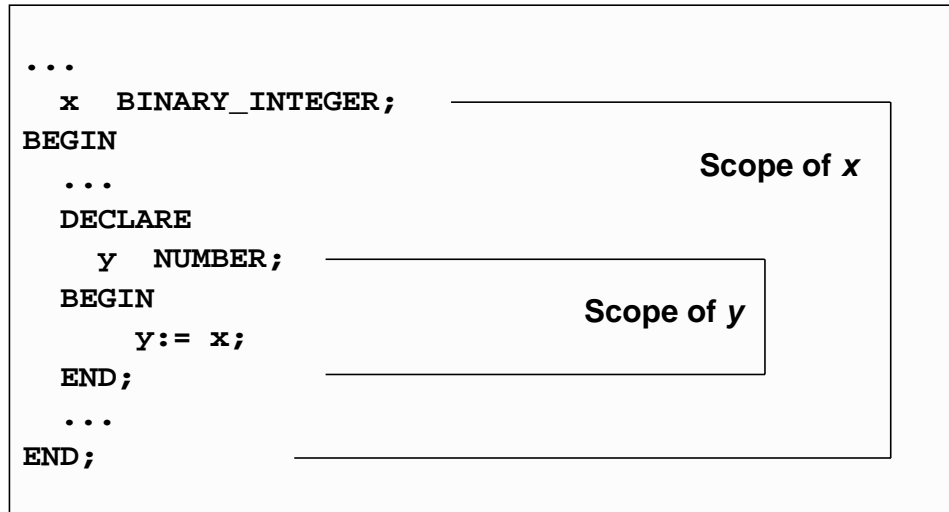 ...
x BINARY_INTEGER;
BEGIN
Scope of x
...
DECLARE
y NUMBER;
BEGIN
Scope of y
y:= x;
END;
...
END;